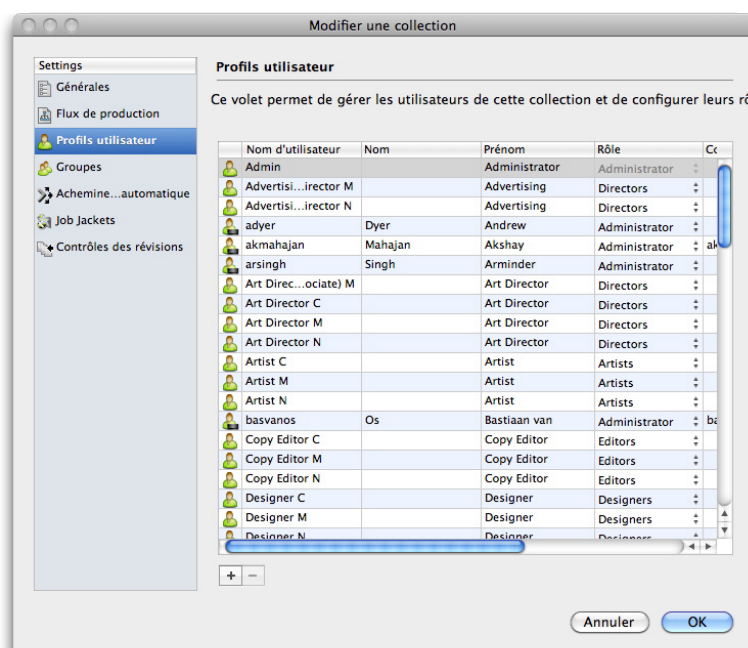 Modifier une collection
Settings
Générales
Flux de production
Profils utilisateur
Groupes
Achemine...automatique
Job Jackets
Contrôles des révisions
Profils utilisateur
Ce volet permet de gérer les utilisateurs de cette collection et de configurer leurs rô
Nom d'utilisateur Nom Prénom Rôle Co
Admin Administrator Administrator
Advertisi...irector M Advertising Directors
Advertisi...irector N Advertising Directors
adyer Dyer Andrew Administrator
akmahajan Mahajan Akshay Administrator ak
arsingh Singh Arminder Administrator
Art Direc...ociate) M Art Director Directors
Art Director C Art Director Directors
Art Director M Art Director Directors
Art Director N Art Director Directors
Artist C Artist Artists
Artist M Artist Artists
Artist N Artist Artists
basvanos Os Bastiaan van Administrator ba
Copy Editor C Copy Editor Editors
Copy Editor M Copy Editor Editors
Copy Editor N Copy Editor Editors
Designer C Designer Designers
Designer M Designer Designers
Designer N Designer Designers
+ −
Annuler OK